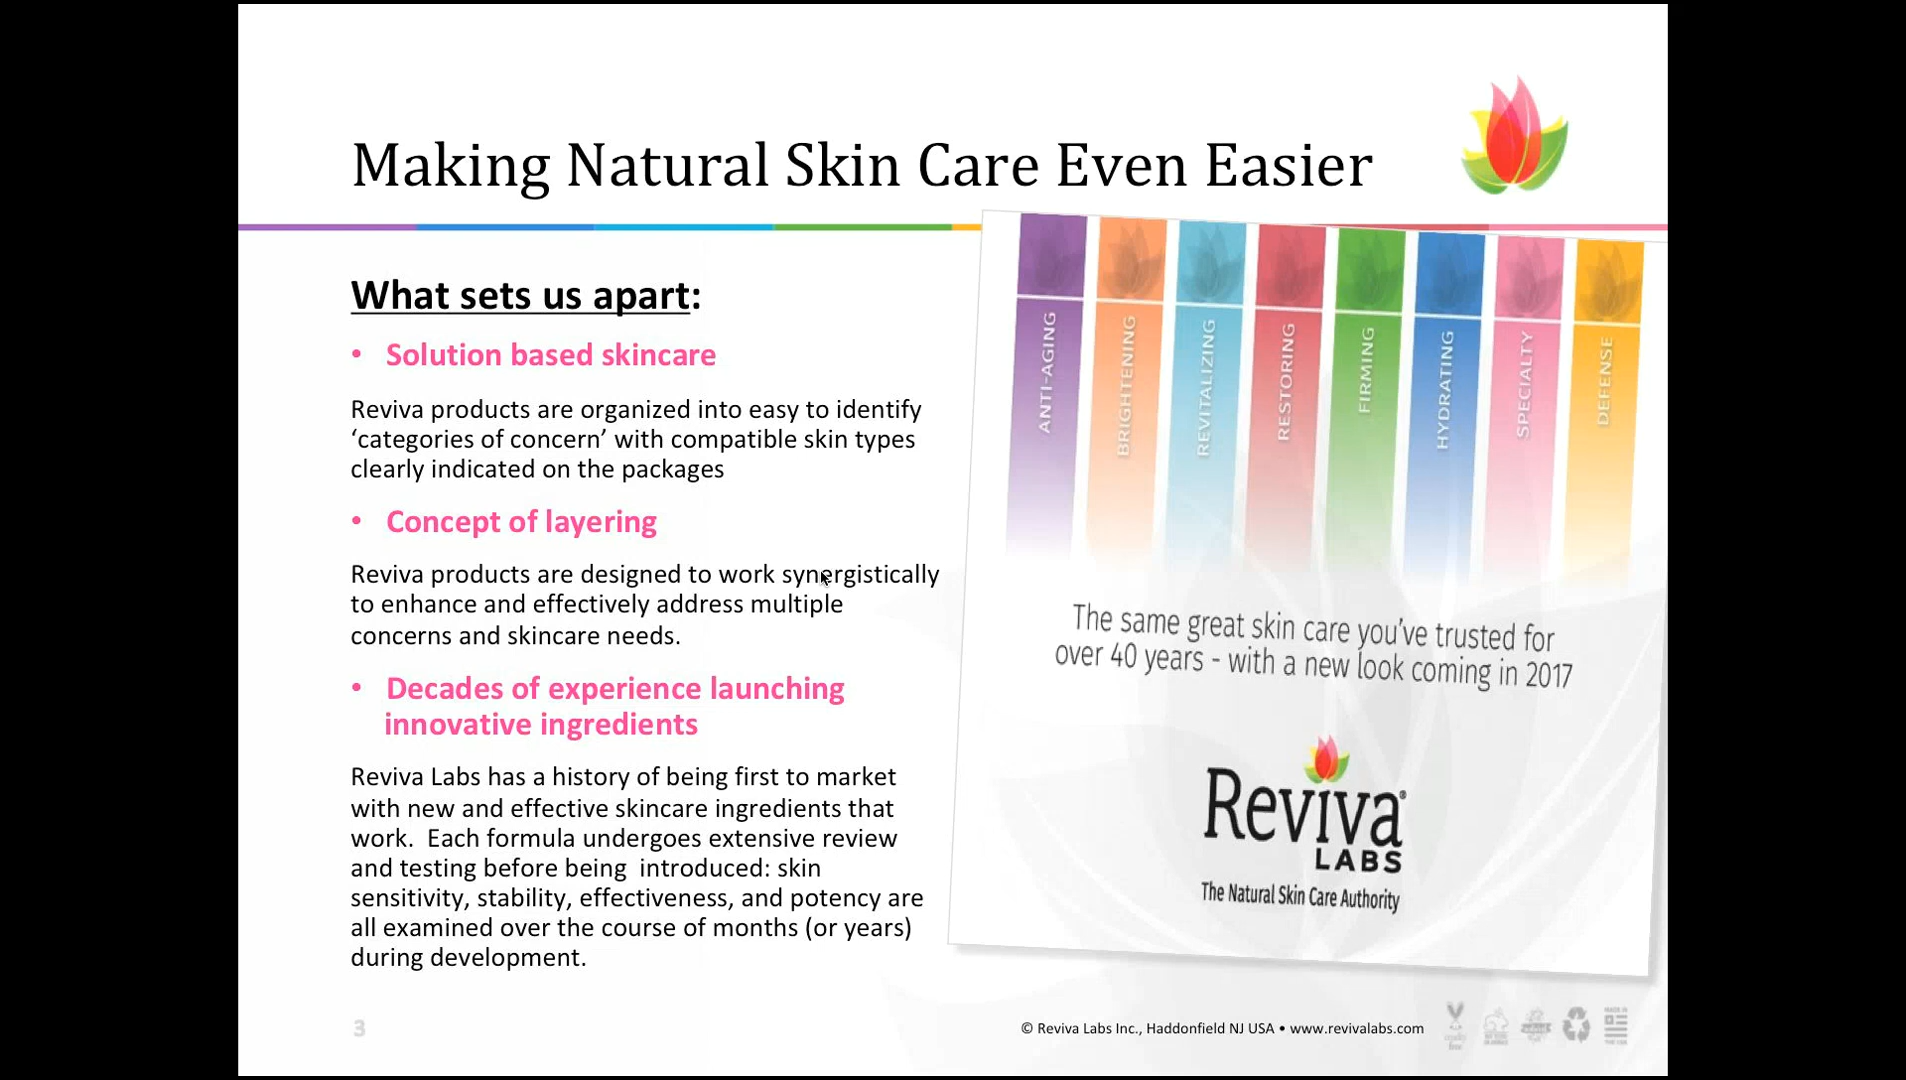 Making Natural Skin Care Even Easier
What sets us apart:
• Solution based skincare
Reviva products are organized into easy to identify
‘categories of concern’ with compatible skin types
clearly indicated on the packages
• Concept of layering
Reviva products are designed to work synergistically
to enhance and effectively address multiple
concerns and skincare needs.
• Decades of experience launching
innovative ingredients
Reviva Labs has a history of being first to market
with new and effective skincare ingredients that
work.  Each formula undergoes extensive review
and testing before being  introduced: skin
sensitivity, stability, effectiveness, and potency are
all examined over the course of months (or years)
during development.
ANTI-AGING
BRIGHTENING
REVITALIZING
RESTORING
FIRMING
HYDRATING
SPECIALTY
DEFENSE
The same great skin care you’ve trusted for
over 40 years - with a new look coming in 2017
Reviva®
LABS
The Natural Skin Care Authority
3
© Reviva Labs Inc., Haddonfield NJ USA • www.revivalabs.com